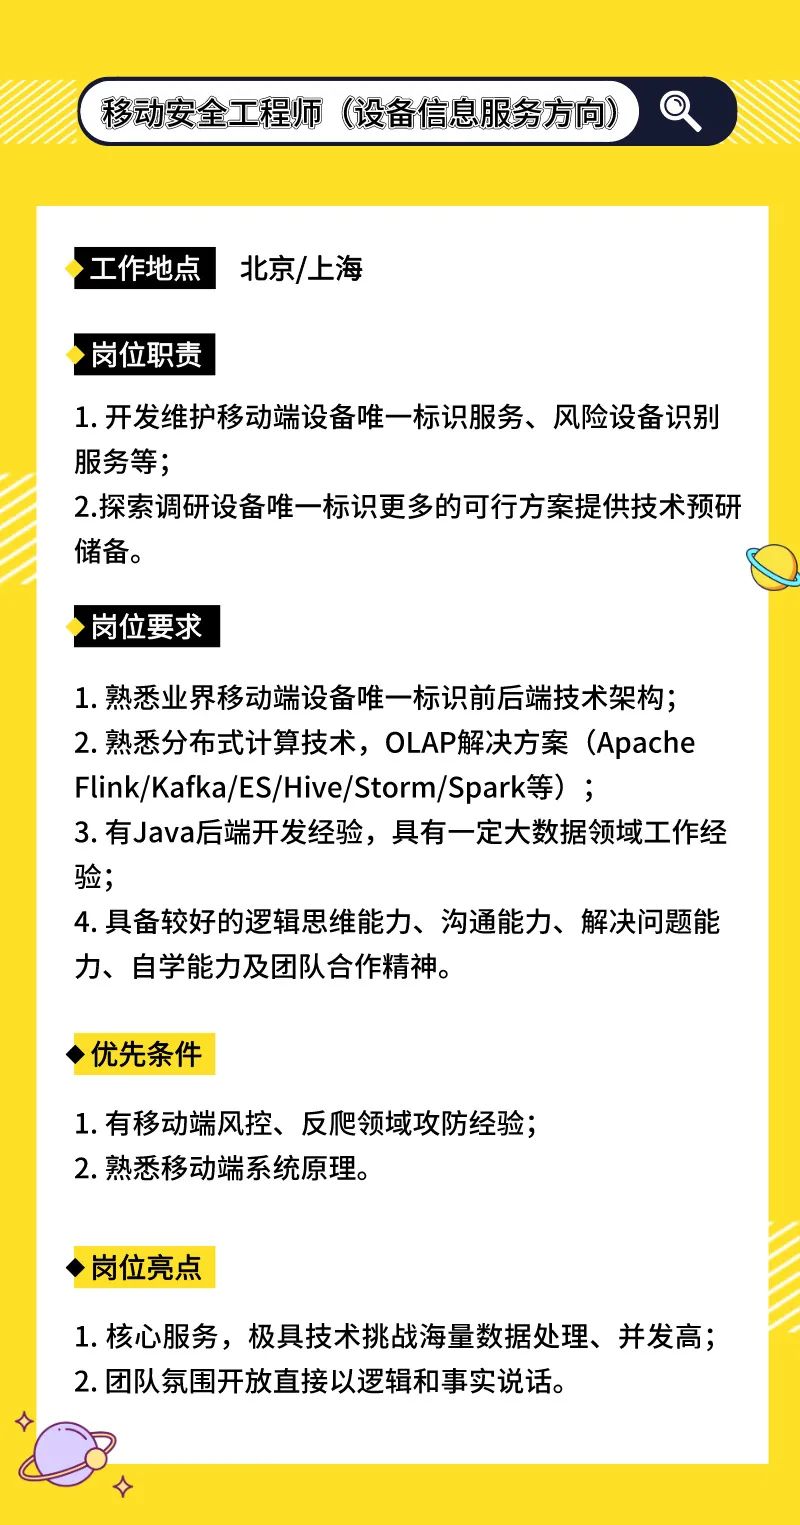 移动安全工程师（设备信息服务方向）
工作地点 北京/上海
岗位职责
1. 开发维护移动端设备唯一标识服务、风险设备识别
服务等；
2.探索调研设备唯一标识更多的可行方案提供技术预研
储备。
岗位要求
1. 熟悉业界移动端设备唯一标识前后端技术架构；
2. 熟悉分布式计算技术，OLAP解决方案（Apache
Flink/Kafka/ES/Hive/Storm/Spark等）；
3. 有Java后端开发经验，具有一定大数据领域工作经
验；
4. 具备较好的逻辑思维能力、沟通能力、解决问题能
力、自学能力及团队合作精神。
优先条件
1. 有移动端风控、反爬领域攻防经验；
2. 熟悉移动端系统原理。
岗位亮点
1. 核心服务，极具技术挑战海量数据处理、并发高；
2. 团队氛围开放直接以逻辑和事实说话。